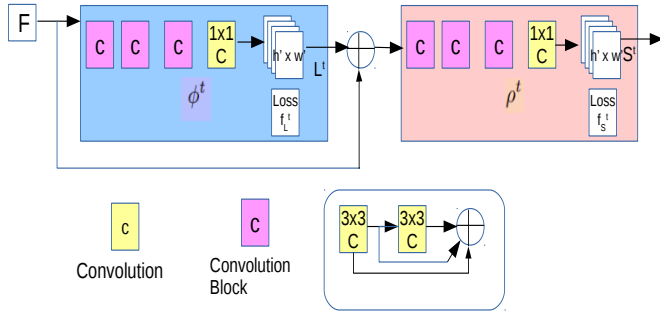 F
C
C
C
1x1
C
h' x w'
L^t
ϕ^t
Loss
f_L^t
C
C
C
1x1
C
h' x w'
S^t
ρ^t
Loss
f_S^t
c
Convolution
C
Convolution
Block
3x3
C
3x3
C